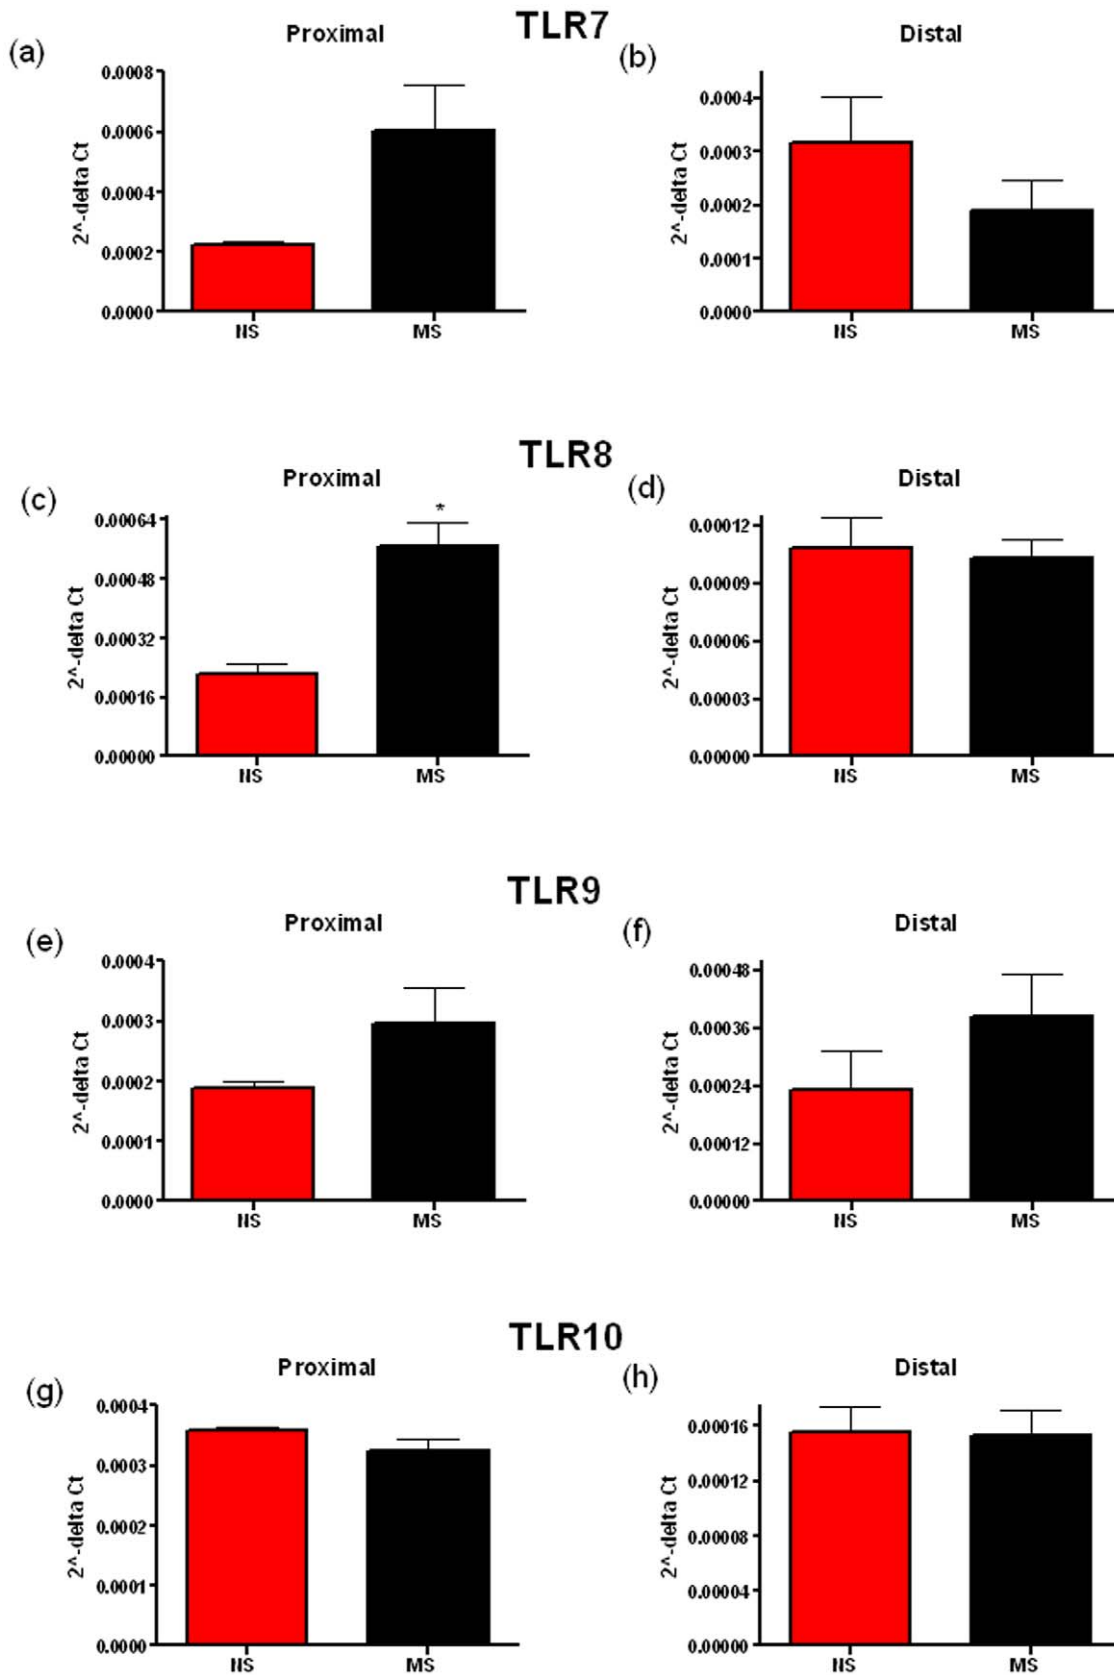 TLR7
Proximal
Distal
(a)
(b)
2^-delta Ct
0.0008
0.0006
0.0004
0.0002
0.0000
NS
MS
2^-delta Ct
0.0004
0.0003
0.0002
0.0001
0.0000
NS
MS
TLR8
Proximal
Distal
(c)
(d)
2^-delta Ct
0.00064
0.00048
0.00032
0.00016
0.00000
*
NS
MS
2^-delta Ct
0.00012
0.00009
0.00006
0.00003
0.00000
NS
MS
TLR9
Proximal
Distal
(e)
(f)
2^-delta Ct
0.0004
0.0003
0.0002
0.0001
0.0000
NS
MS
2^-delta Ct
0.00048
0.00036
0.00024
0.00012
0.00000
NS
MS
TLR10
Proximal
Distal
(g)
(h)
2^-delta Ct
0.0004
0.0003
0.0002
0.0001
0.0000
NS
MS
2^-delta Ct
0.00016
0.00012
0.00008
0.00004
0.00000
NS
MS